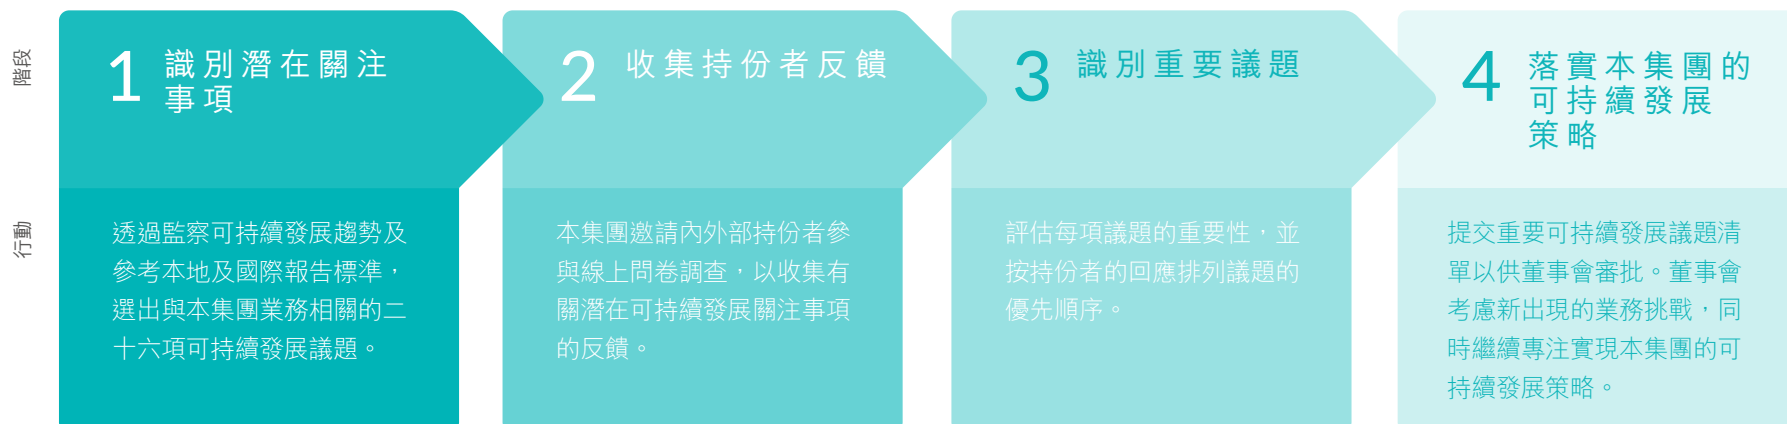 階段
1
識別潛在關注
事項
2
收集持份者反饋
3
識別重要議題
4
落實本集團的
可持續發展
策略
行動
透過監察可持續發展趨勢及
參考本地及國際報告標準，
選出與本集團業務相關的二
十六項可持續發展議題。
本集團邀請內外部持份者參
與線上問卷調查，以收集有
關潛在可持續發展關注事項
的反饋。
評估每項議題的重要性，並
按持份者的回應排列議題的
優先順序。
提交重要可持續發展議題清
單以供董事會審批。董事會
考慮新出現的業務挑戰，同
時繼續專注實現本集團的可
持續發展策略。